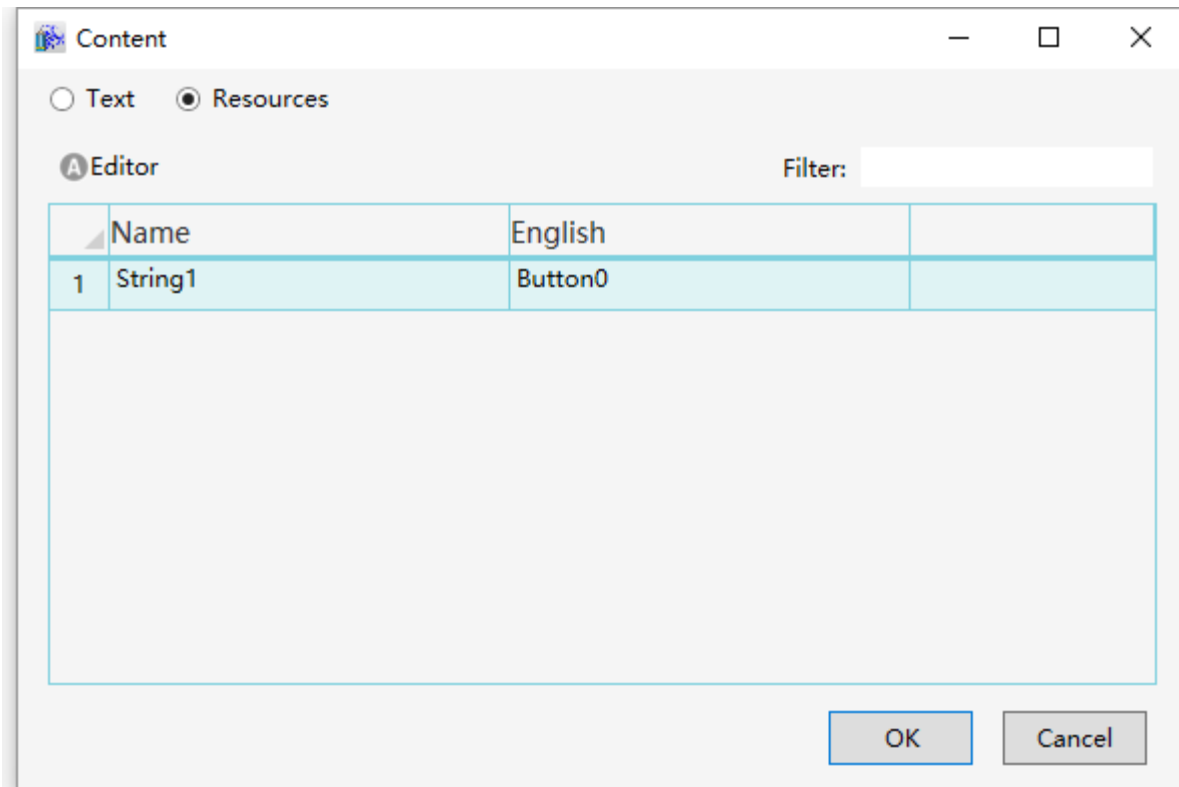 Content
Text Resources
A Editor Filter:
Name English
1 String1 Button0
OK Cancel